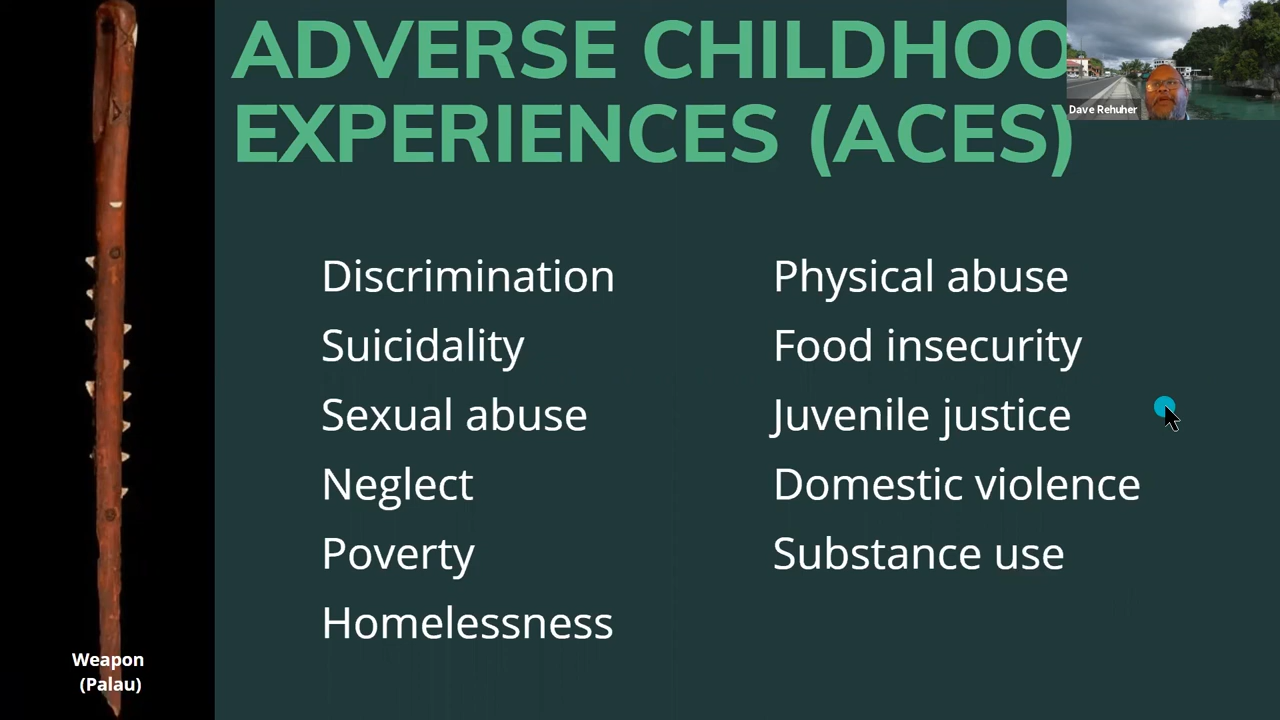 ADVERSE CHILDHOO
EXPERIENCES (ACES)
Dave Rehuher
Discrimination
Suicidality
Sexual abuse
Neglect
Poverty
Homelessness
Physical abuse
Food insecurity
Juvenile justice
Domestic violence
Substance use
Weapon
(Palau)